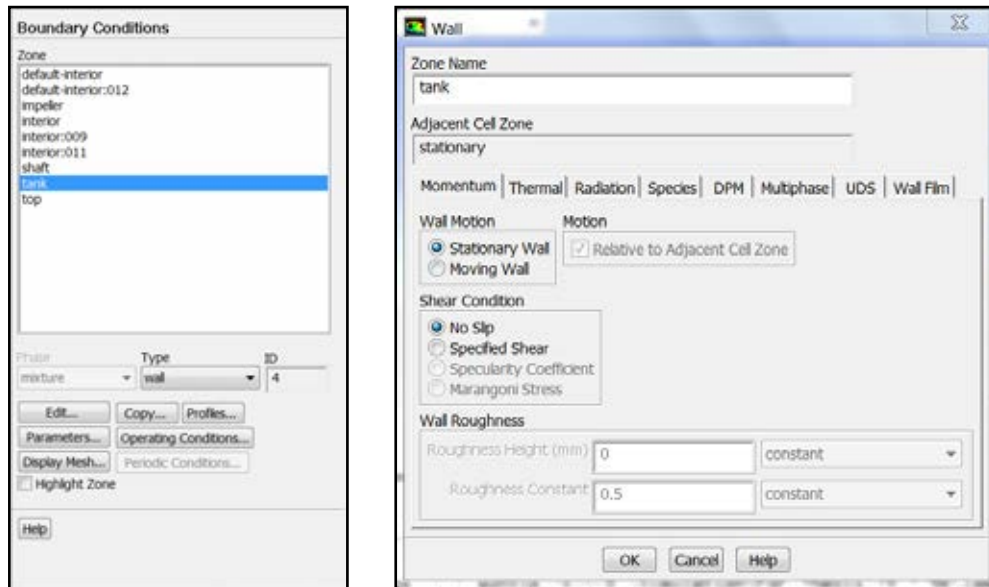 Boundary Conditions
Zone
default-interior
default-interior:012
impeller
interior
interior:009
interior:011
shaft
tank
top
Phase Type ID
mixture wall 4
Edit... Copy... Profiles...
Parameters... Operating Conditions...
Display Mesh... Periodic Conditions...
Highlight Zone
Help
Wall
Zone Name
tank
Adjacent Cell Zone
stationary
Momentum Thermal Radiation Species DPM Multiphase UDS Wall Film
Wall Motion Motion
Stationary Wall Relative to Adjacent Cell Zone
Moving Wall
Shear Condition
No Slip
Specified Shear
Specularity Coefficient
Marangoni Stress
Wall Roughness
Roughness Height (mm) 0 constant
Roughness Constant 0.5 constant
OK Cancel Help